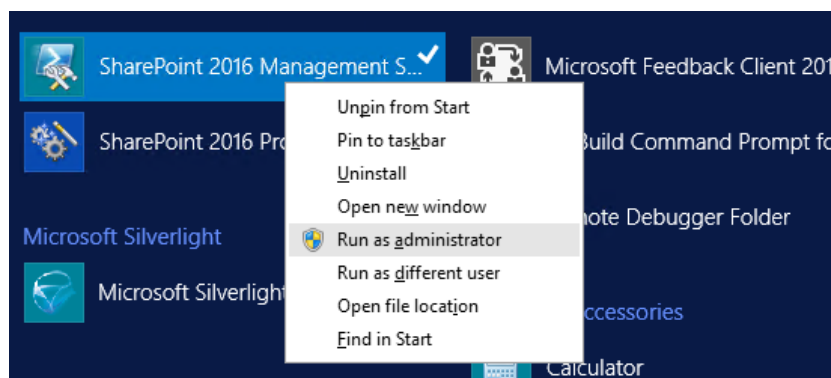 SharePoint 2016 Management S...
SharePoint 2016 Pro
Microsoft Silverlight
Microsoft Silverlight
Unpin from Start
Pin to taskbar
Uninstall
Open new window
Run as administrator
Run as different user
Open file location
Find in Start
Microsoft Feedback Client 201
Build Command Prompt fo
ote Debugger Folder
ccessories
Calculator